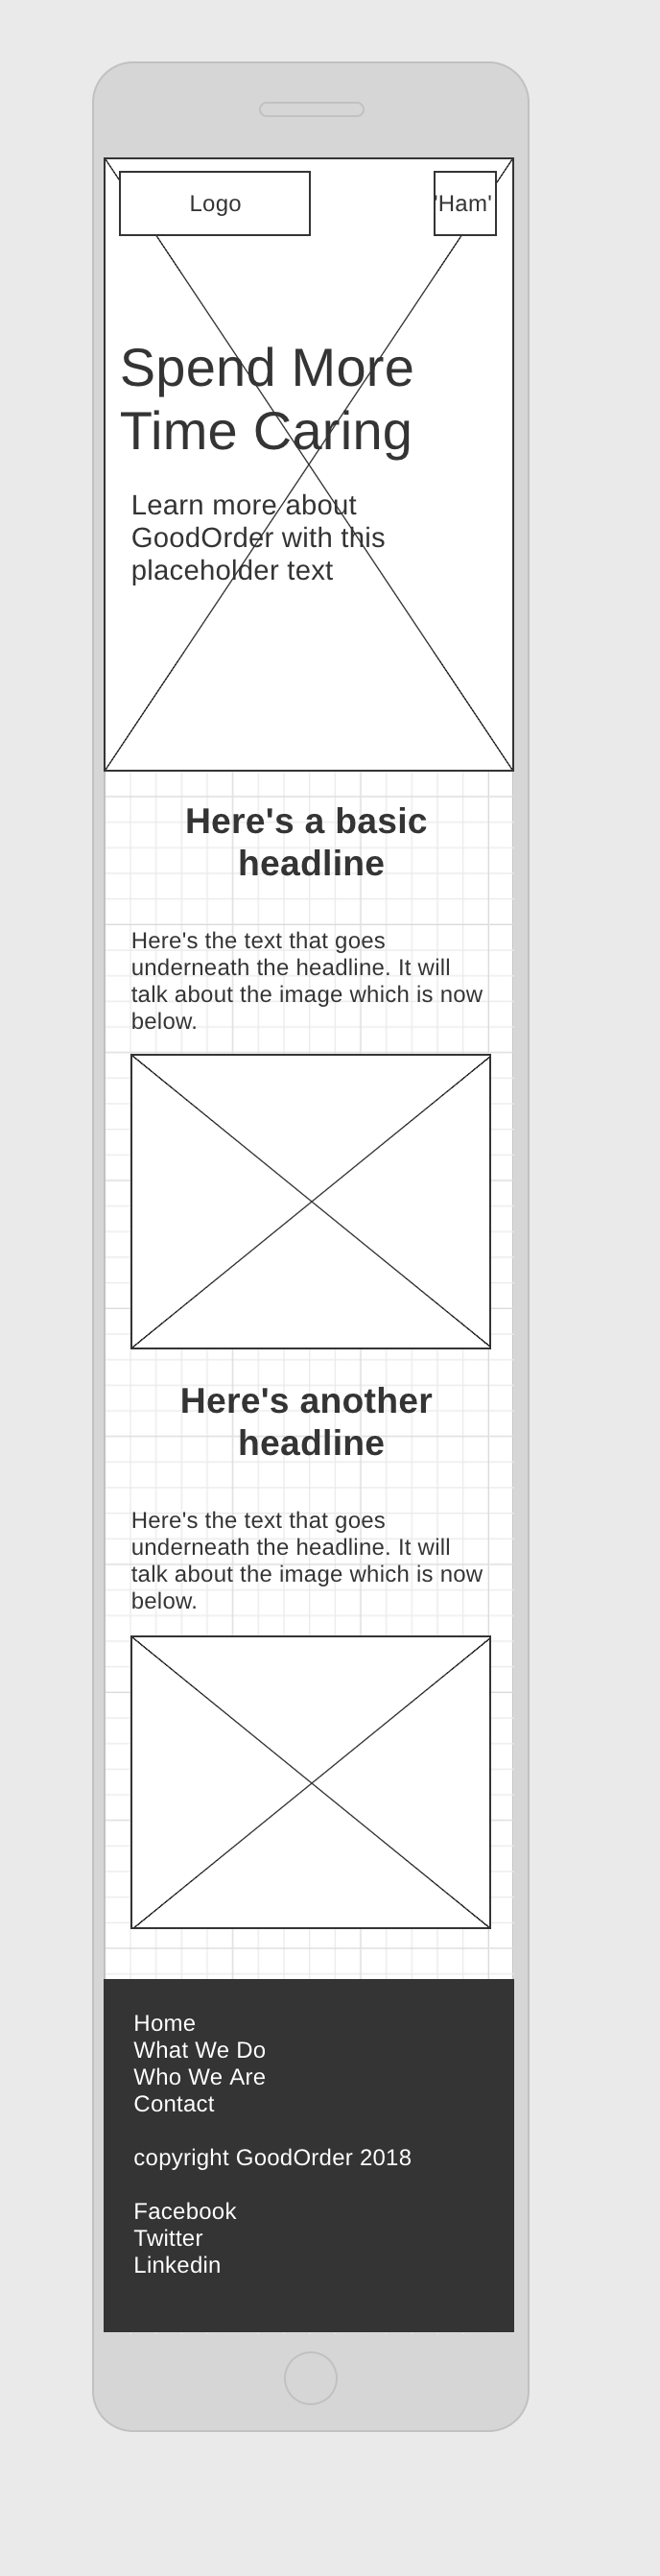 Logo
'Ham'
Spend More
Time Caring
Learn more about
GoodOrder with this
placeholder text
Here's a basic
headline
Here's the text that goes
underneath the headline. It will
talk about the image which is now
below.
Here's another
headline
Here's the text that goes
underneath the headline. It will
talk about the image which is now
below.
Home
What We Do
Who We Are
Contact
copyright GoodOrder 2018
Facebook
Twitter
Linkedin